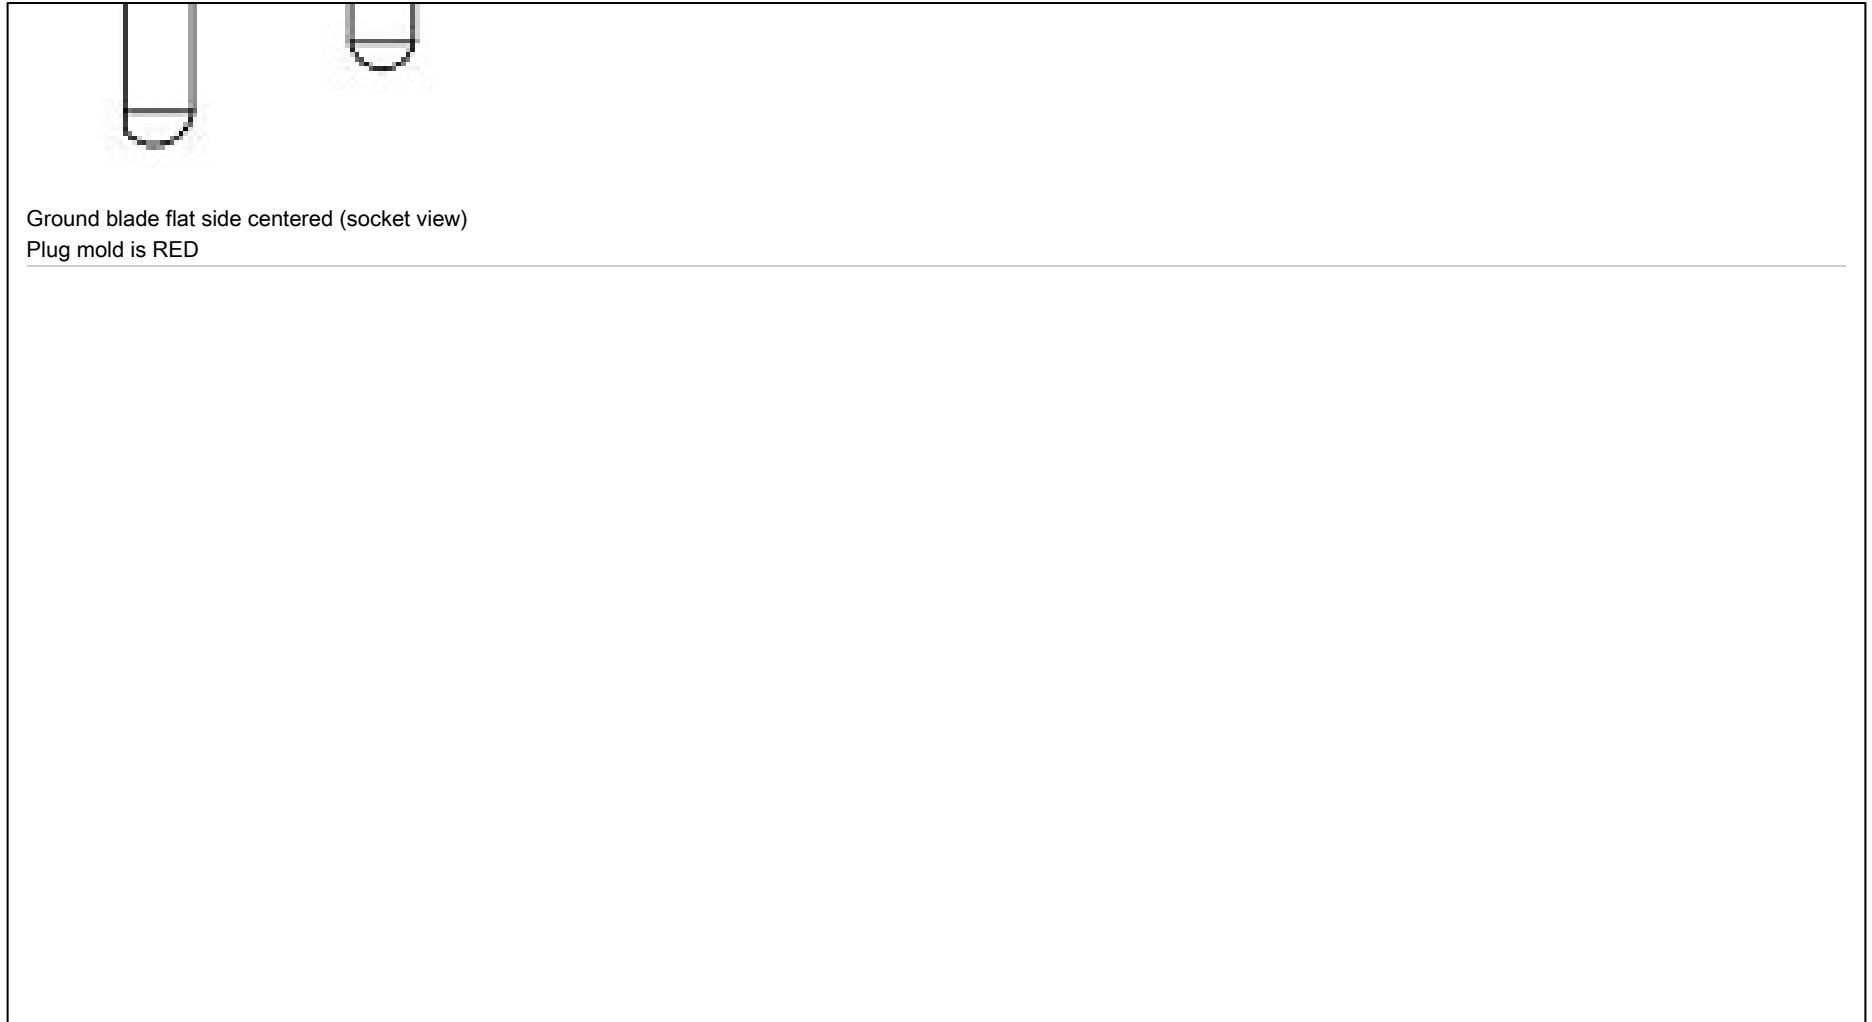 Ground blade flat side centered (socket view)
Plug mold is RED